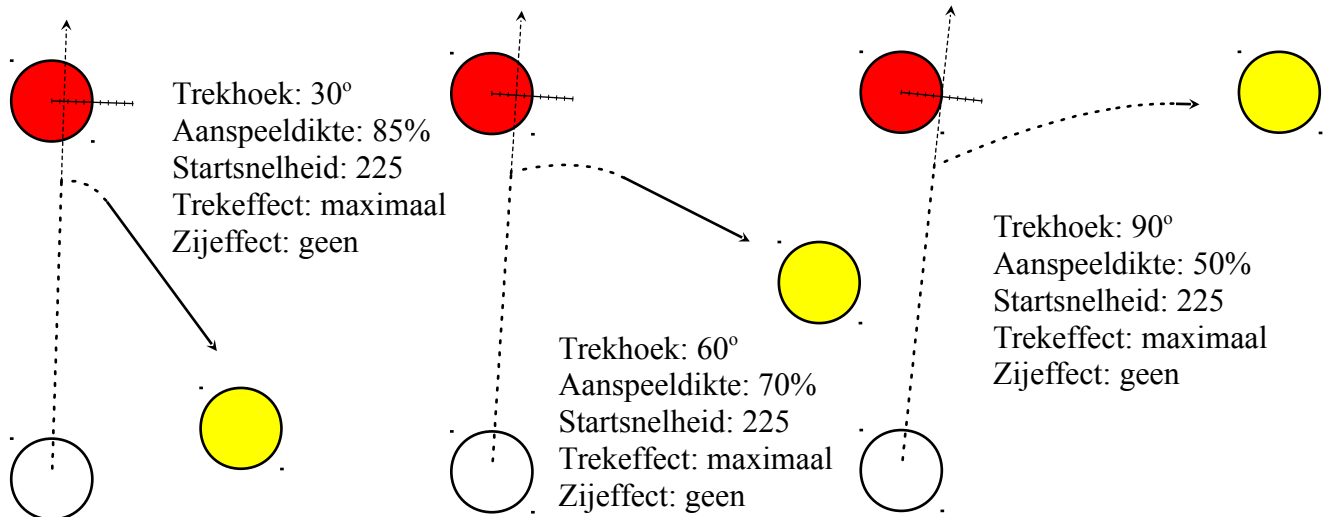 Trekhoek: 30º
Aanspeeldikte: 85%
Startsnelheid: 225
Trekeffect: maximaal
Zijeffect: geen
Trekhoek: 60º
Aanspeeldikte: 70%
Startsnelheid: 225
Trekeffect: maximaal
Zijeffect: geen
Trekhoek: 90º
Aanspeeldikte: 50%
Startsnelheid: 225
Trekeffect: maximaal
Zijeffect: geen